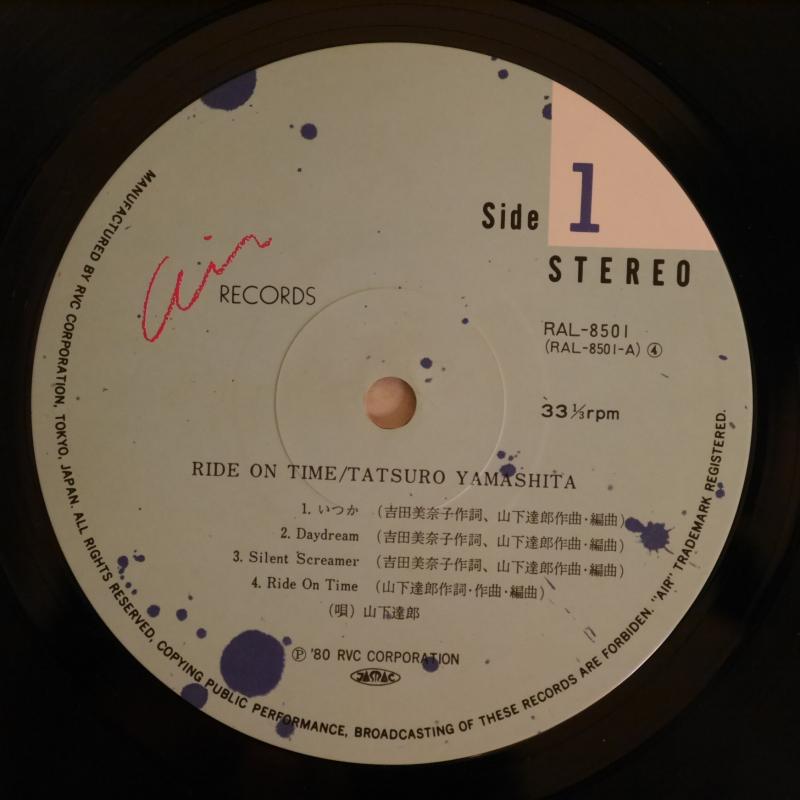 Side 1
STEREO
air RECORDS
RAL-8501
(RAL-8501-A) ④
33⅓rpm
RIDE ON TIME/TATSURO YAMASHITA
1. いつか (吉田美奈子作詞、山下達郎作曲・編曲)
2. Daydream (吉田美奈子作詞、山下達郎作曲・編曲)
3. Silent Screamer (吉田美奈子作詞、山下達郎作曲・編曲)
4. Ride On Time (山下達郎作詞・作曲・編曲)
(唄) 山下達郎
Ⓟ '80 RVC CORPORATION
JASRAC
MANUFACTURED BY RVC CORPORATION, TOKYO, JAPAN. ALL RIGHTS RESERVED, COPYING PUBLIC PERFORMANCE, BROADCASTING OF THESE RECORDS ARE FORBIDEN. "AIR" TRADEMARK REGISTERED.